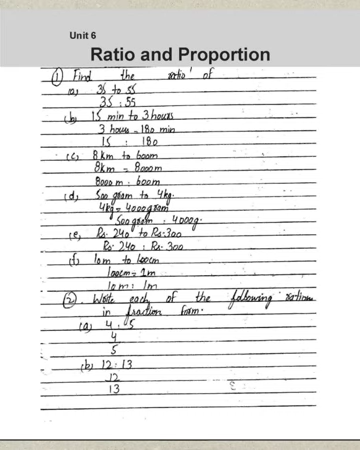 Unit 6
Ratio and Proportion
① Find the ratio of
(a) 35 to 55
35 : 55
(b) 15 min to 3 hours
3 hours = 180 min
15 : 180
(c) 8 km to 600m
8km = 8000m
8000 m : 600m
(d) 500 gram to 4kg.
4kg = 4000 gram
500 gram : 4000g.
(e) Rs. 240 to Rs. 300
Rs. 240 : Rs. 300
(f) 10m to 100cm
100cm = 1m
10 m : 1m
②. Write each of the following ratios
in fraction form.
(a) 4 : 5
4
5
(b) 12 : 13
12
13